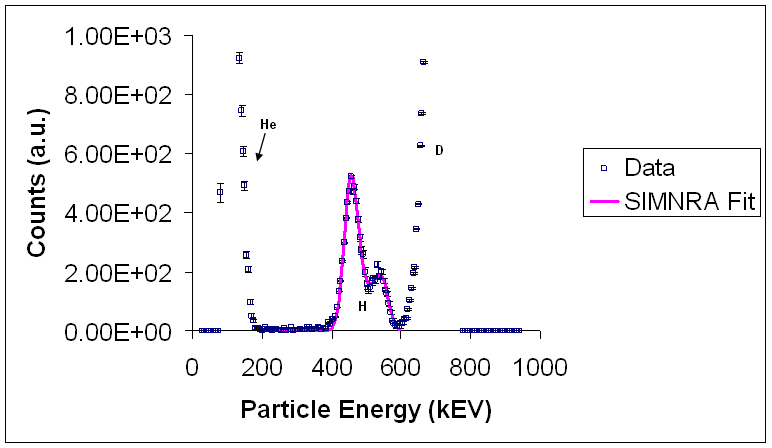 1.00E+03
8.00E+02
6.00E+02
4.00E+02
2.00E+02
0.00E+00
Counts (a.u.)
He
D
H
0 200 400 600 800 1000
Particle Energy (kEV)
Data
SIMNRA Fit